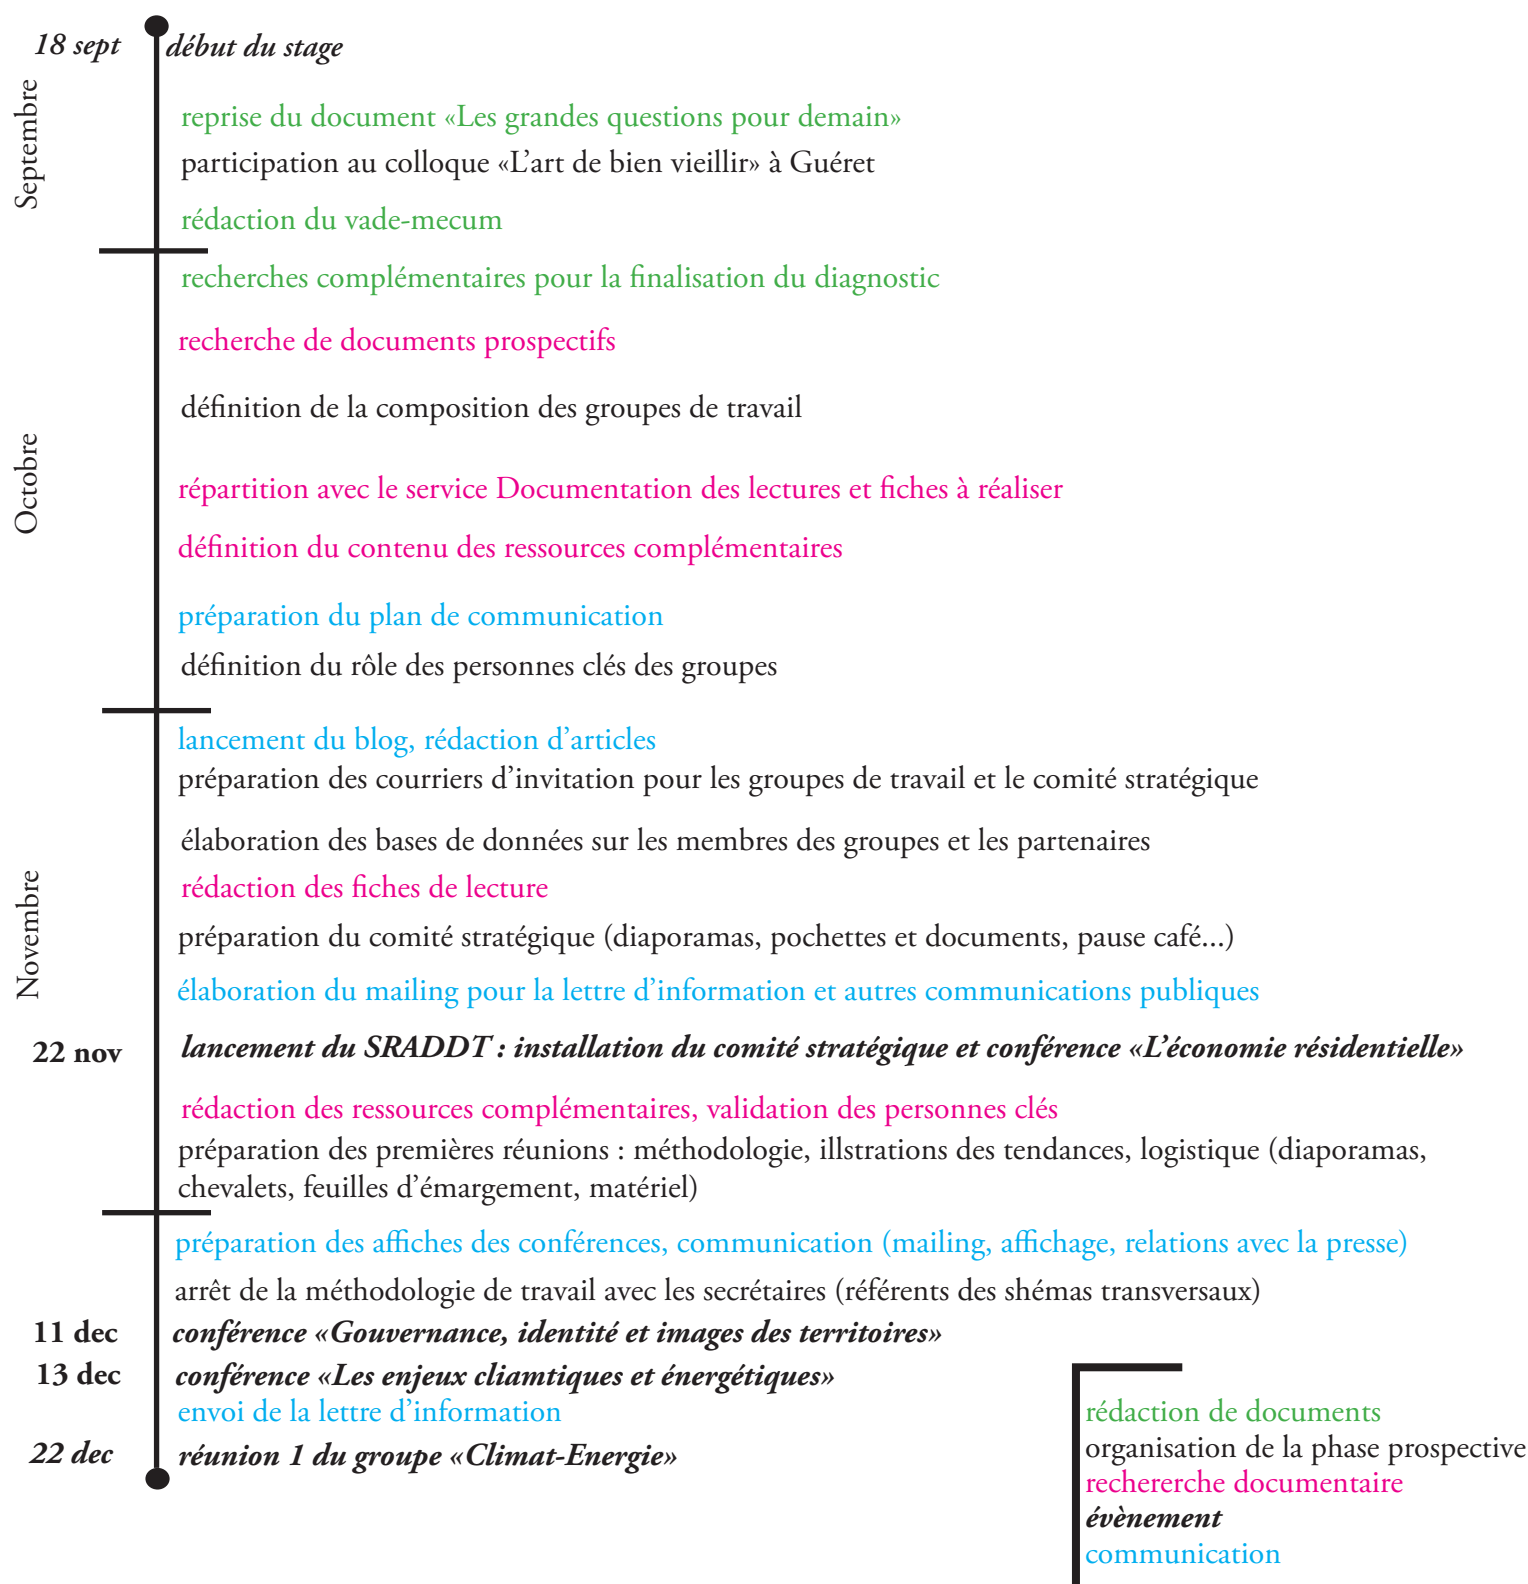 18 sept début du stage
Septembre
reprise du document «Les grandes questions pour demain»
participation au colloque «L’art de bien vieillir» à Guéret
rédaction du vade-mecum
recherches complémentaires pour la finalisation du diagnostic
recherche de documents prospectifs
définition de la composition des groupes de travail
Octobre
répartition avec le service Documentation des lectures et fiches à réaliser
définition du contenu des ressources complémentaires
préparation du plan de communication
définition du rôle des personnes clés des groupes
lancement du blog, rédaction d’articles
préparation des courriers d’invitation pour les groupes de travail et le comité stratégique
élaboration des bases de données sur les membres des groupes et les partenaires
Novembre
rédaction des fiches de lecture
préparation du comité stratégique (diaporamas, pochettes et documents, pause café...)
élaboration du mailing pour la lettre d’information et autres communications publiques
22 nov lancement du SRADDT : installation du comité stratégique et conférence «L’économie résidentielle»
rédaction des ressources complémentaires, validation des personnes clés
préparation des premières réunions : méthodologie, illstrations des tendances, logistique (diaporamas,
chevalets, feuilles d’émargement, matériel)
préparation des affiches des conférences, communication (mailing, affichage, relations avec la presse)
arrêt de la méthodologie de travail avec les secrétaires (référents des shémas transversaux)
11 dec conférence «Gouvernance, identité et images des territoires»
13 dec conférence «Les enjeux cliamtiques et énergétiques»
envoi de la lettre d’information
22 dec réunion 1 du groupe «Climat-Energie»
rédaction de documents
organisation de la phase prospective
rechererche documentaire
évènement
communication